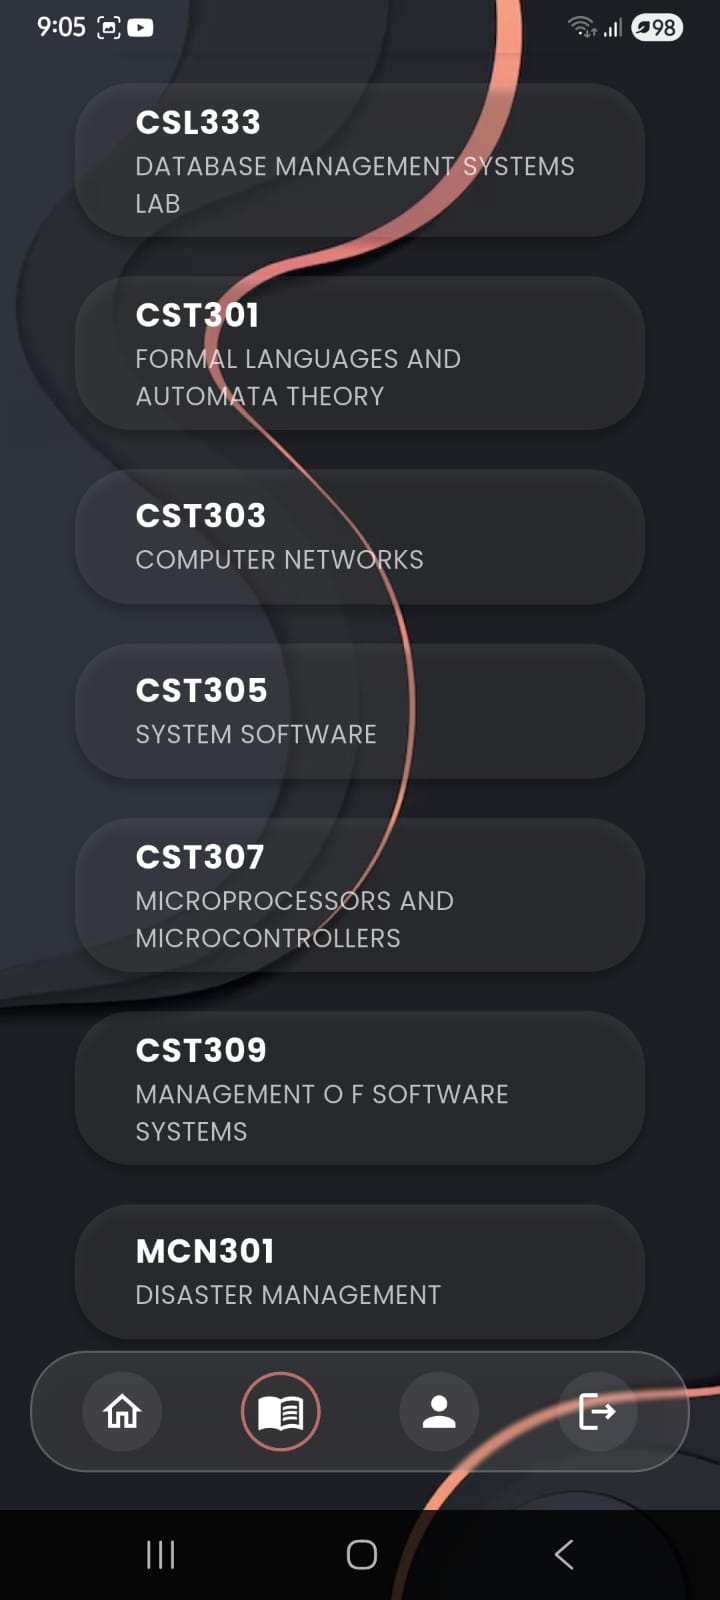 9:05
98
CSL333
DATABASE MANAGEMENT SYSTEMS
LAB
CST301
FORMAL LANGUAGES AND
AUTOMATA THEORY
CST303
COMPUTER NETWORKS
CST305
SYSTEM SOFTWARE
CST307
MICROPROCESSORS AND
MICROCONTROLLERS
CST309
MANAGEMENT O F SOFTWARE
SYSTEMS
MCN301
DISASTER MANAGEMENT